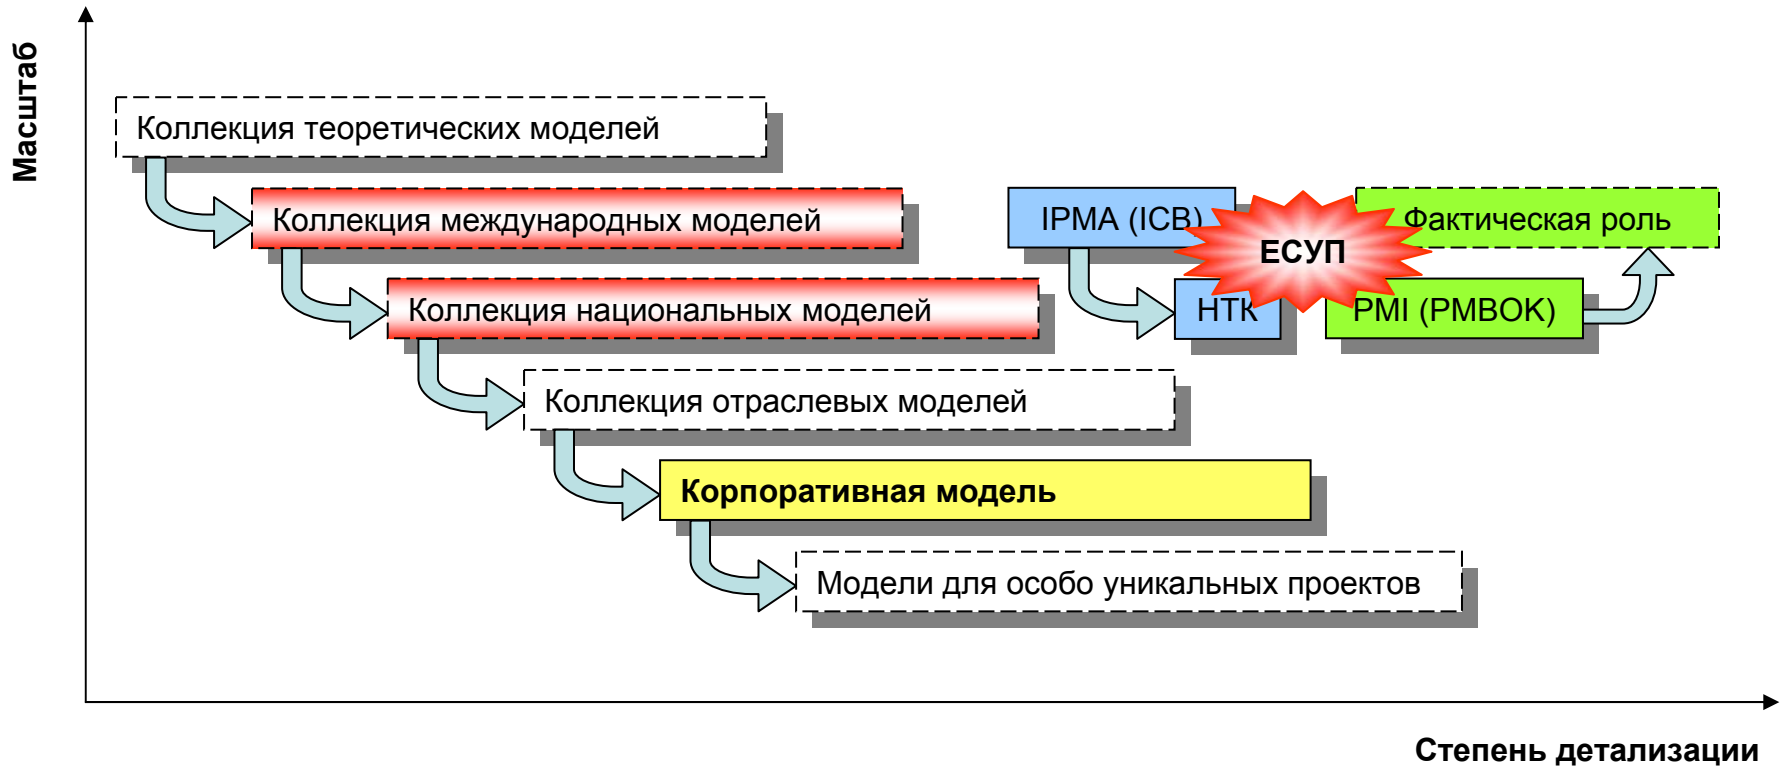 Масштаб
Коллекция теоретических моделей
Коллекция международных моделей
IPMA (ICB)
ЕСУП
Фактическая роль
Коллекция национальных моделей
НТК
PMI (PMBOK)
Коллекция отраслевых моделей
Корпоративная модель
Модели для особо уникальных проектов
Степень детализации